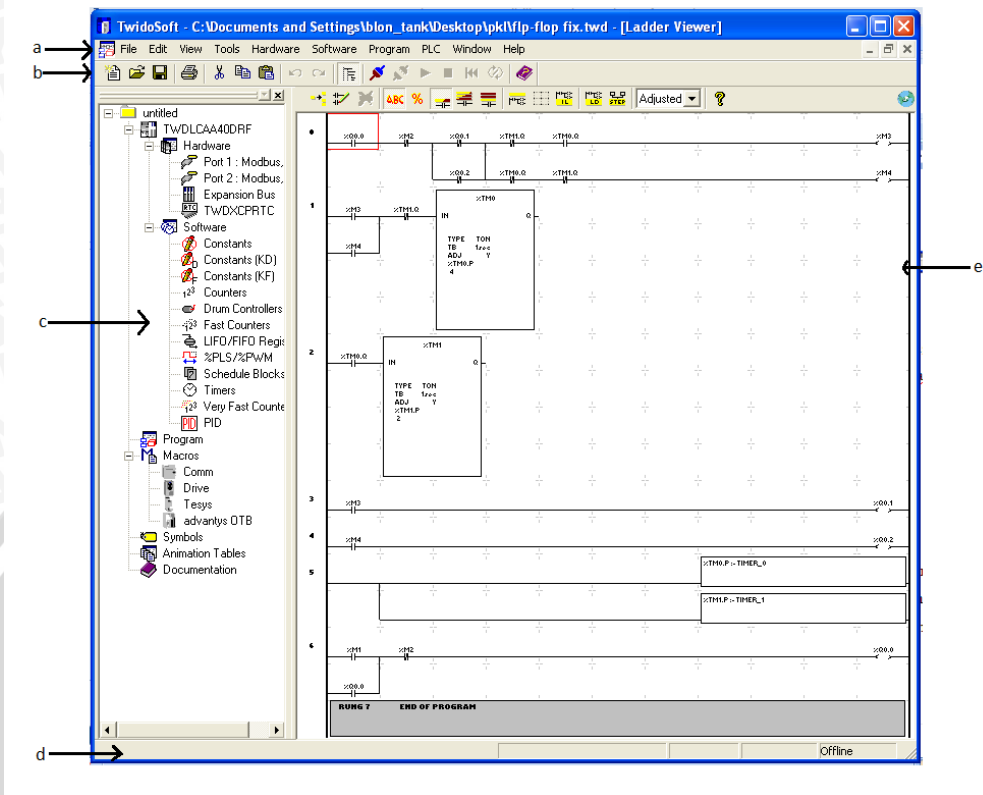 TwidoSoft - C:\Documents and Settings\blon_tank\Desktop\pkl\flp-flop fix.twd - [Ladder Viewer]
a
File Edit View Tools Hardware Software Program PLC Window Help
b
ABC %
IL
LD
STEP
Adjusted
?
untitled
TWDLCAA40DRF
Hardware
Port 1 : Modbus,
Port 2 : Modbus,
Expansion Bus
RTC TWDXCPRTC
Software
Constants
Constants (KD)
Constants (KF)
Counters
Drum Controllers
c
Fast Counters
LIFO/FIFO Regis
%PLS/%PWM
Schedule Blocks
Timers
Very Fast Counte
PID PID
Program
Macros
Comm
Drive
Tesys
advantys OTB
Symbols
Animation Tables
Documentation
0
%Q0.0 %M2 %Q0.1 %TM1.Q %TM0.Q %M3
%Q0.2 %TM0.Q %TM1.Q %M4
1
%M3 %TM1.Q
%M4
%TM0
IN Q
TYPE TON
TB 1sec
ADJ Y
%TM0.P
4
e
2
%TM0.Q
%TM1
IN Q
TYPE TON
TB 1sec
ADJ Y
%TM1.P
2
3
%M3 %Q0.1
4
%M4 %Q0.2
5
%TM0.P :- TIMER_0
%TM1.P :- TIMER_1
6
%M1 %M2 %Q0.0
%Q0.0
RUNG 7 END OF PROGRAM
d
Offline